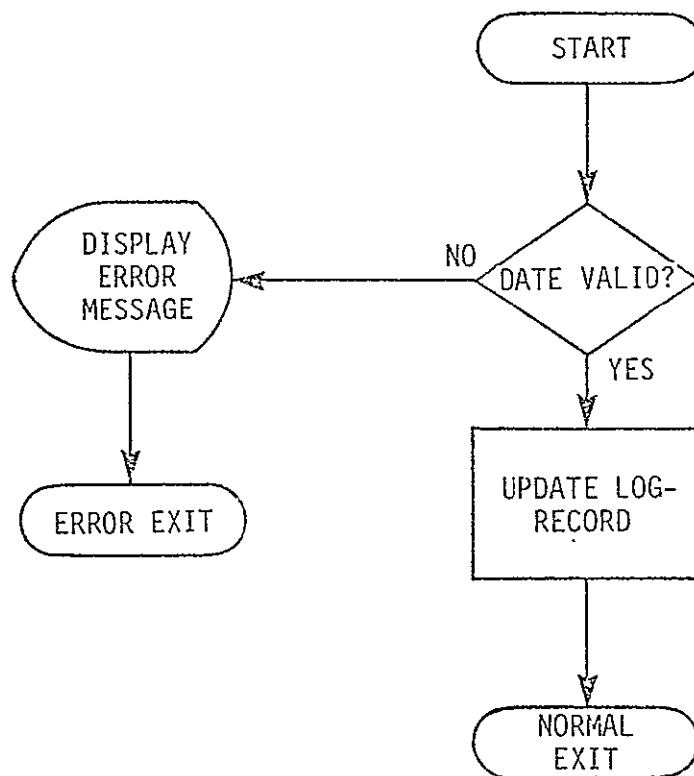 START
DATE VALID?
NO
DISPLAY
ERROR
MESSAGE
ERROR EXIT
YES
UPDATE LOG-
RECORD
NORMAL
EXIT